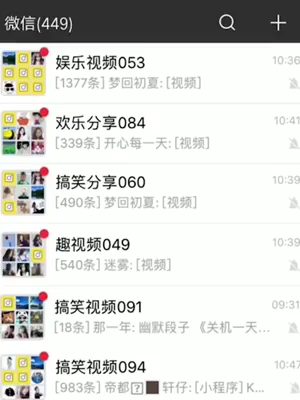 微信(449)
娱乐视频053
10:36
[1377条] 梦回初夏: [视频]
欢乐分享084
10:41
[339条] 开心每一天: [视频]
搞笑分享060
10:39
[490条] 梦回初夏: [视频]
趣视频049
10:39
[540条] 迷雾: [视频]
搞笑视频091
09:31
[18条] 那一年: 幽默段子 《关机一天...
搞笑视频094
10:47
[983条] 帝都 轩仔: [小程序] K...